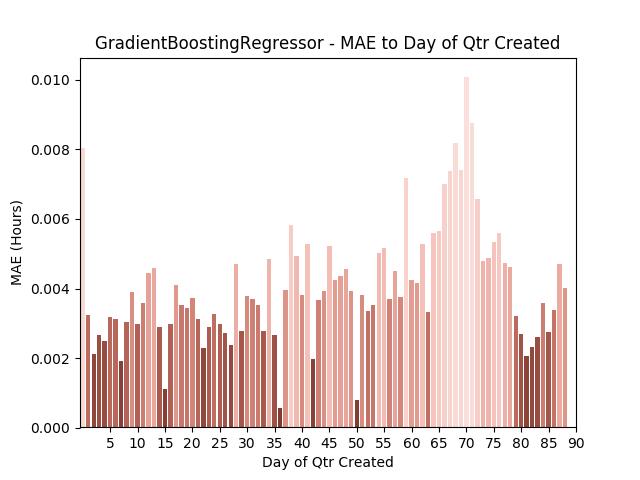 GradientBoostingRegressor - MAE to Day of Qtr Created
0.010
0.008
0.006
0.004
0.002
0.000
MAE (Hours)
5 10 15 20 25 30 35 40 45 50 55 60 65 70 75 80 85 90
Day of Qtr Created